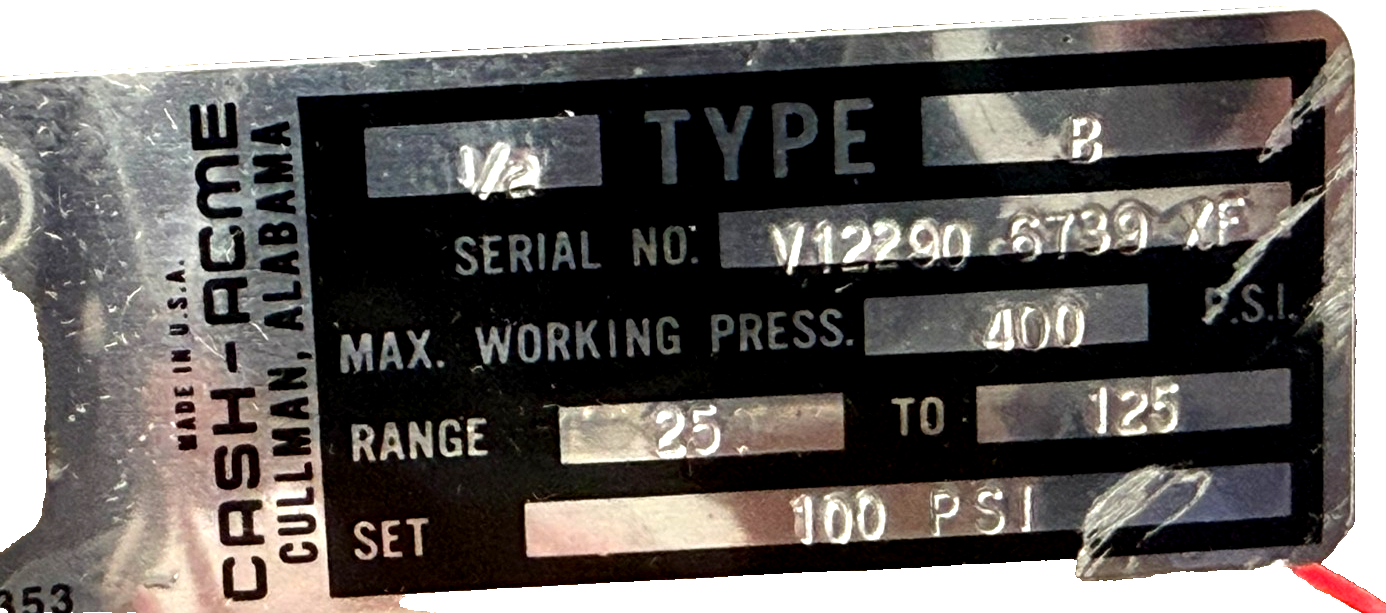 MADE IN U.S.A.
CASH-ACME
CULLMAN, ALABAMA
1/2 TYPE B
SERIAL NO. V12290 6739 XF
MAX. WORKING PRESS. 400 P.S.I.
RANGE 25 TO 125
SET 100 PSI
353